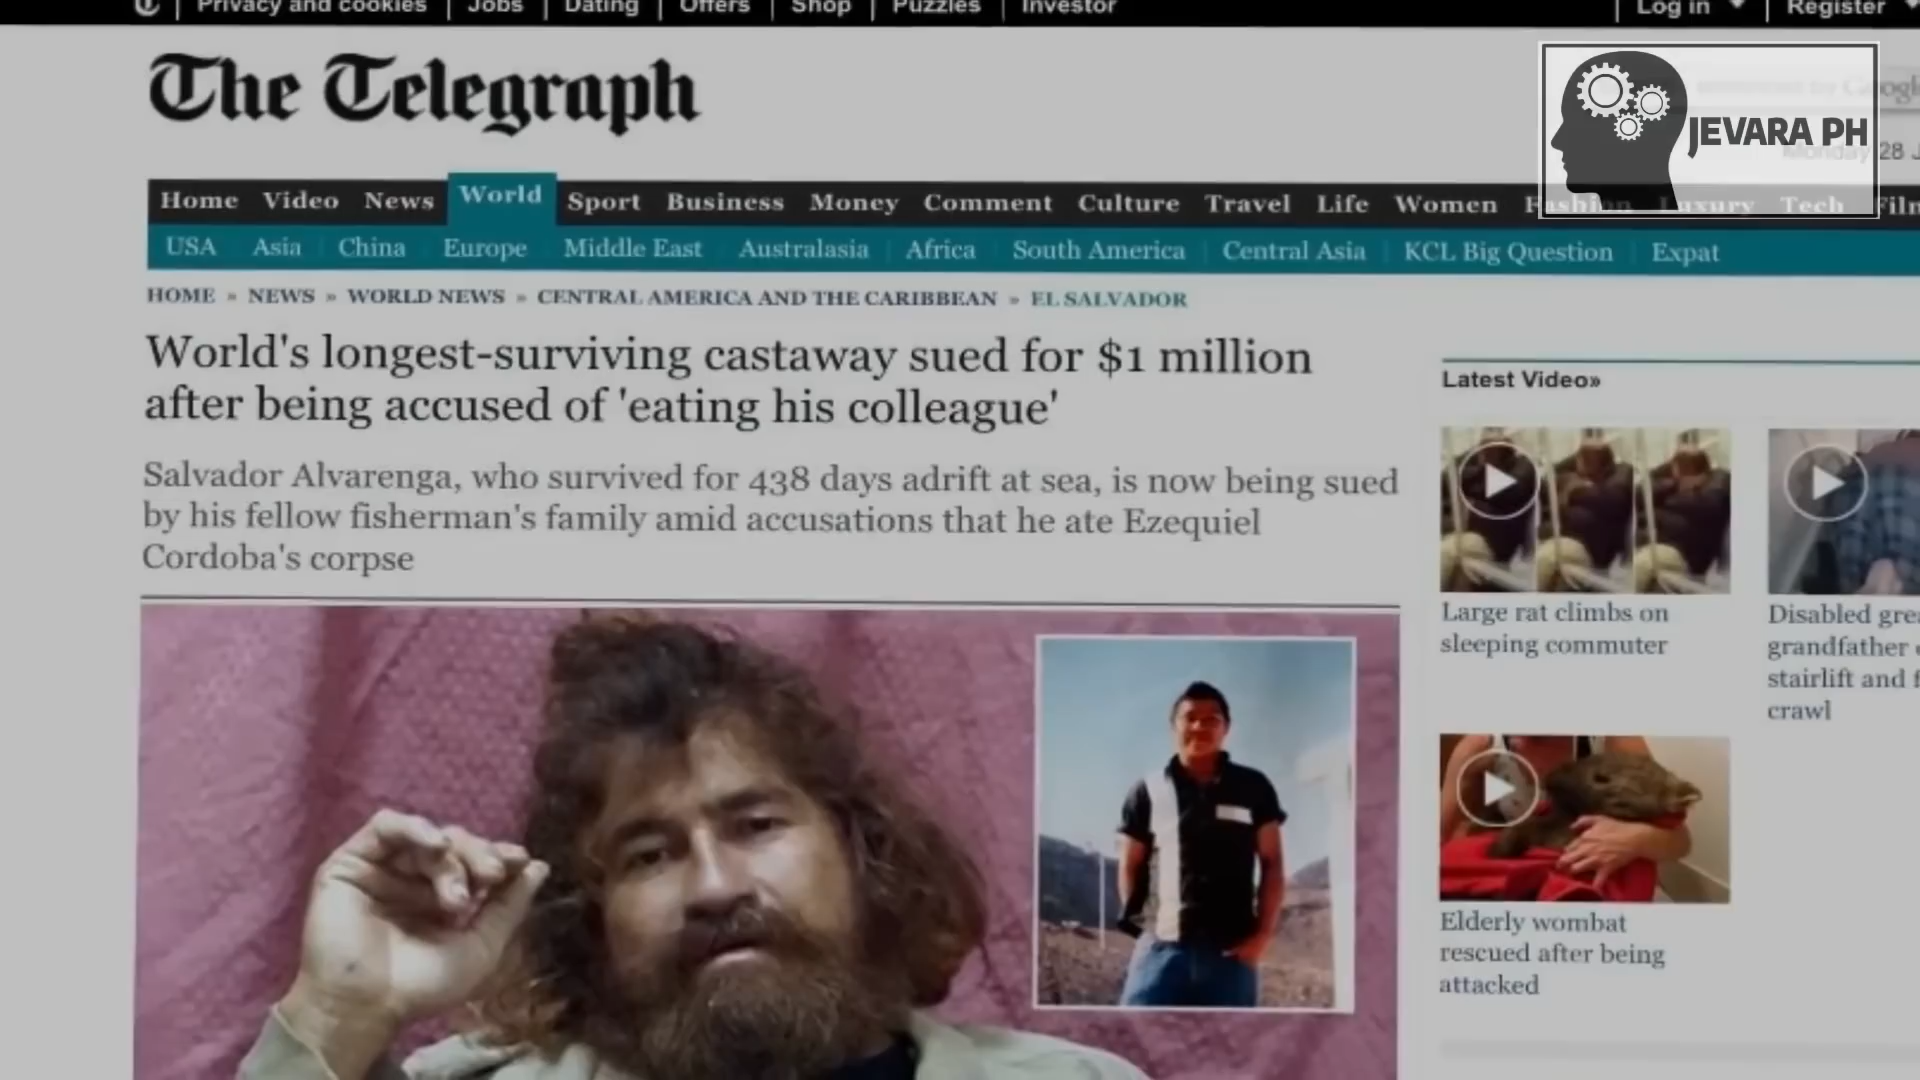 Privacy and cookies | Jobs | Dating | Offers | Shop | Puzzles | Investor
Log in | Register
The Telegraph
JEVARA PH
Monday 28
Home Video News World Sport Business Money Comment Culture Travel Life Women Fashion Luxury Tech Film
USA Asia China Europe Middle East Australasia Africa South America Central Asia KCL Big Question Expat
HOME » NEWS » WORLD NEWS » CENTRAL AMERICA AND THE CARIBBEAN » EL SALVADOR
World's longest-surviving castaway sued for $1 million
after being accused of 'eating his colleague'
Salvador Alvarenga, who survived for 438 days adrift at sea, is now being sued
by his fellow fisherman's family amid accusations that he ate Ezequiel
Cordoba's corpse
Latest Video»
Large rat climbs on
sleeping commuter
Disabled
grandfather
stairlift and
crawl
Elderly wombat
rescued after being
attacked